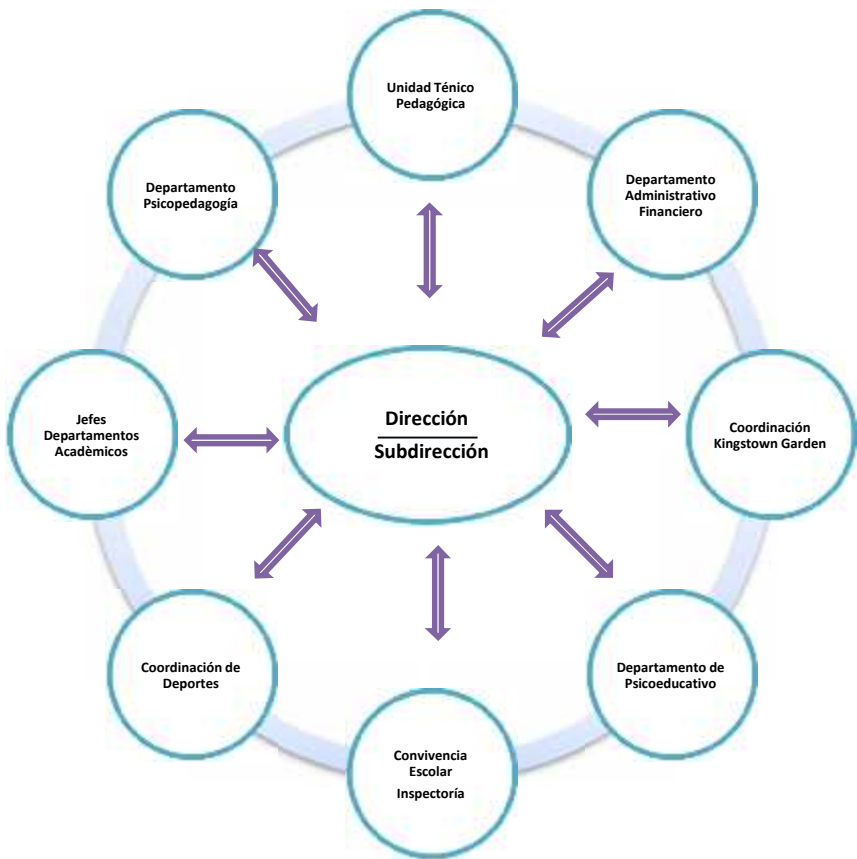 Unidad Ténico
Pedagógica
Departamento
Administrativo
Financiero
Coordinación
Kingstown Garden
Departamento de
Psicoeducativo
Convivencia
Escolar
Inspectoría
Coordinación de
Deportes
Jefes
Departamentos
Acadèmicos
Departamento
Psicopedagogía
Dirección
Subdirección